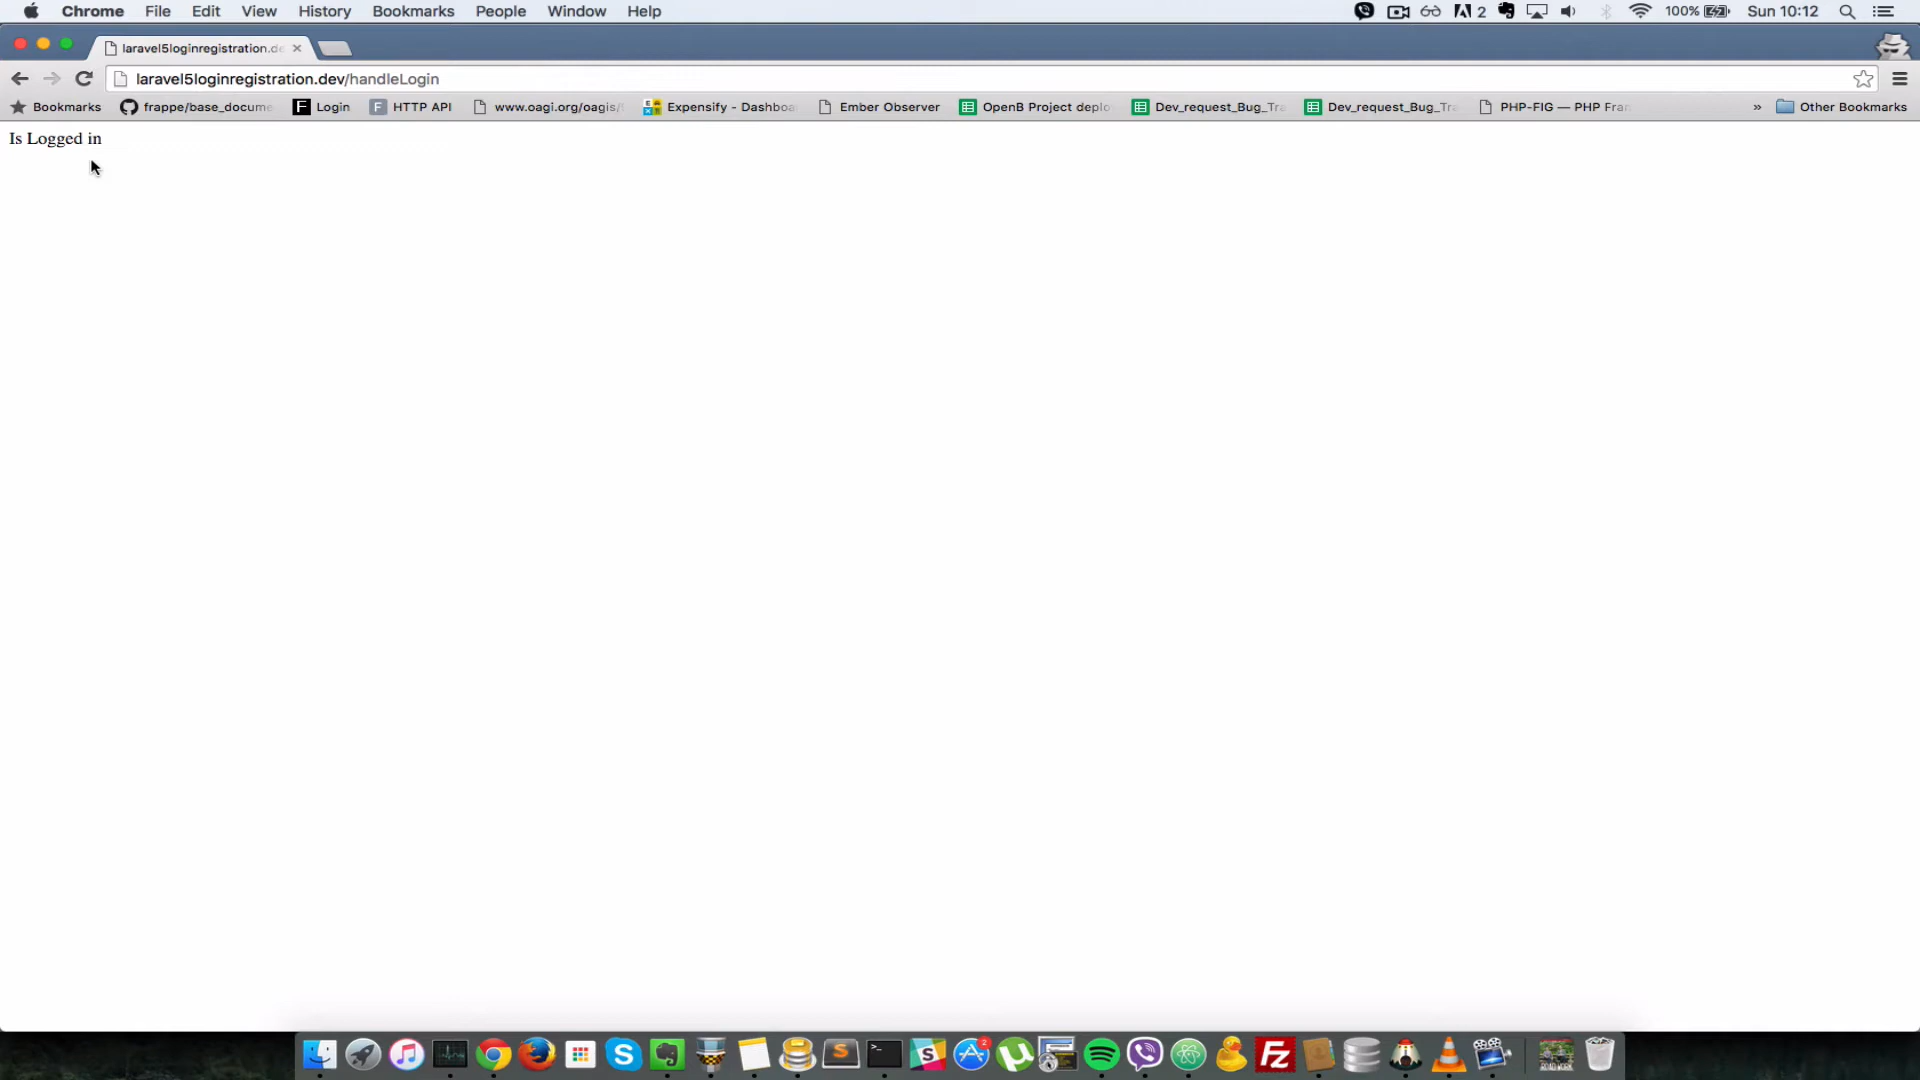 Chrome File Edit View History Bookmarks People Window Help 2 100% Sun 10:12
laravel5loginregistration.de
laravel5loginregistration.dev/handleLogin
Bookmarks frappe/base_docume Login HTTP API www.oagi.org/oagis/ Expensify - Dashboa Ember Observer OpenB Project deplo Dev_request_Bug_Tra Dev_request_Bug_Tra PHP-FIG — PHP Fra » Other Bookmarks
Is Logged in